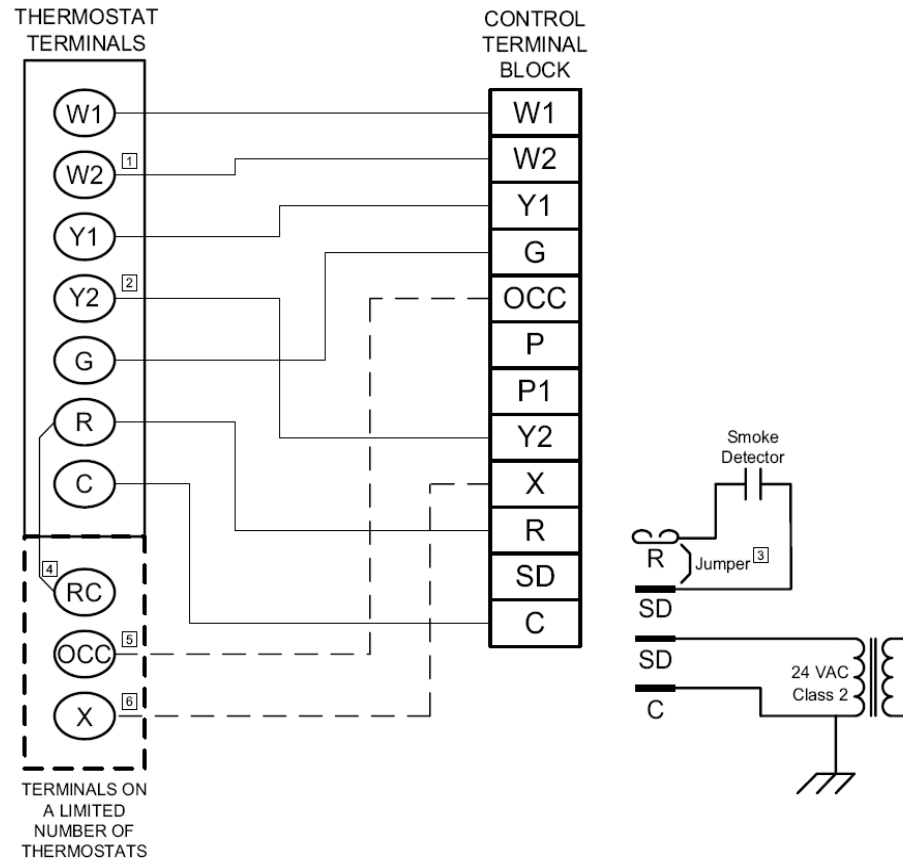 THERMOSTAT
TERMINALS
W1
W2 1
Y1
Y2 2
G
R
C
4
RC
OCC 5
X 6
TERMINALS ON
A LIMITED
NUMBER OF
THERMOSTATS
CONTROL
TERMINAL
BLOCK
W1
W2
Y1
G
OCC
P
P1
Y2
X
R
SD
C
Smoke
Detector
R
Jumper 3
SD
SD
C
24 VAC
Class 2